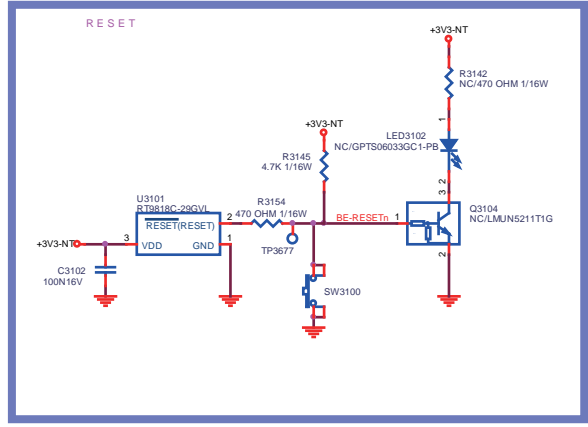 RESET
+3V3-NT
R3142
NC/470 OHM 1/16W
1
LED3102
NC/GPTS06033GC1-PB
2
+3V3-NT
R3145
4.7K 1/16W
U3101
RT9818C-29GVL
RESET(RESET)
2
R3154
470 OHM 1/16W
BE-RESETn
1
3
Q3104
NC/LMUN5211T1G
2
+3V3-NT
3
VDD
GND
1
TP3677
C3102
100N16V
SW3100